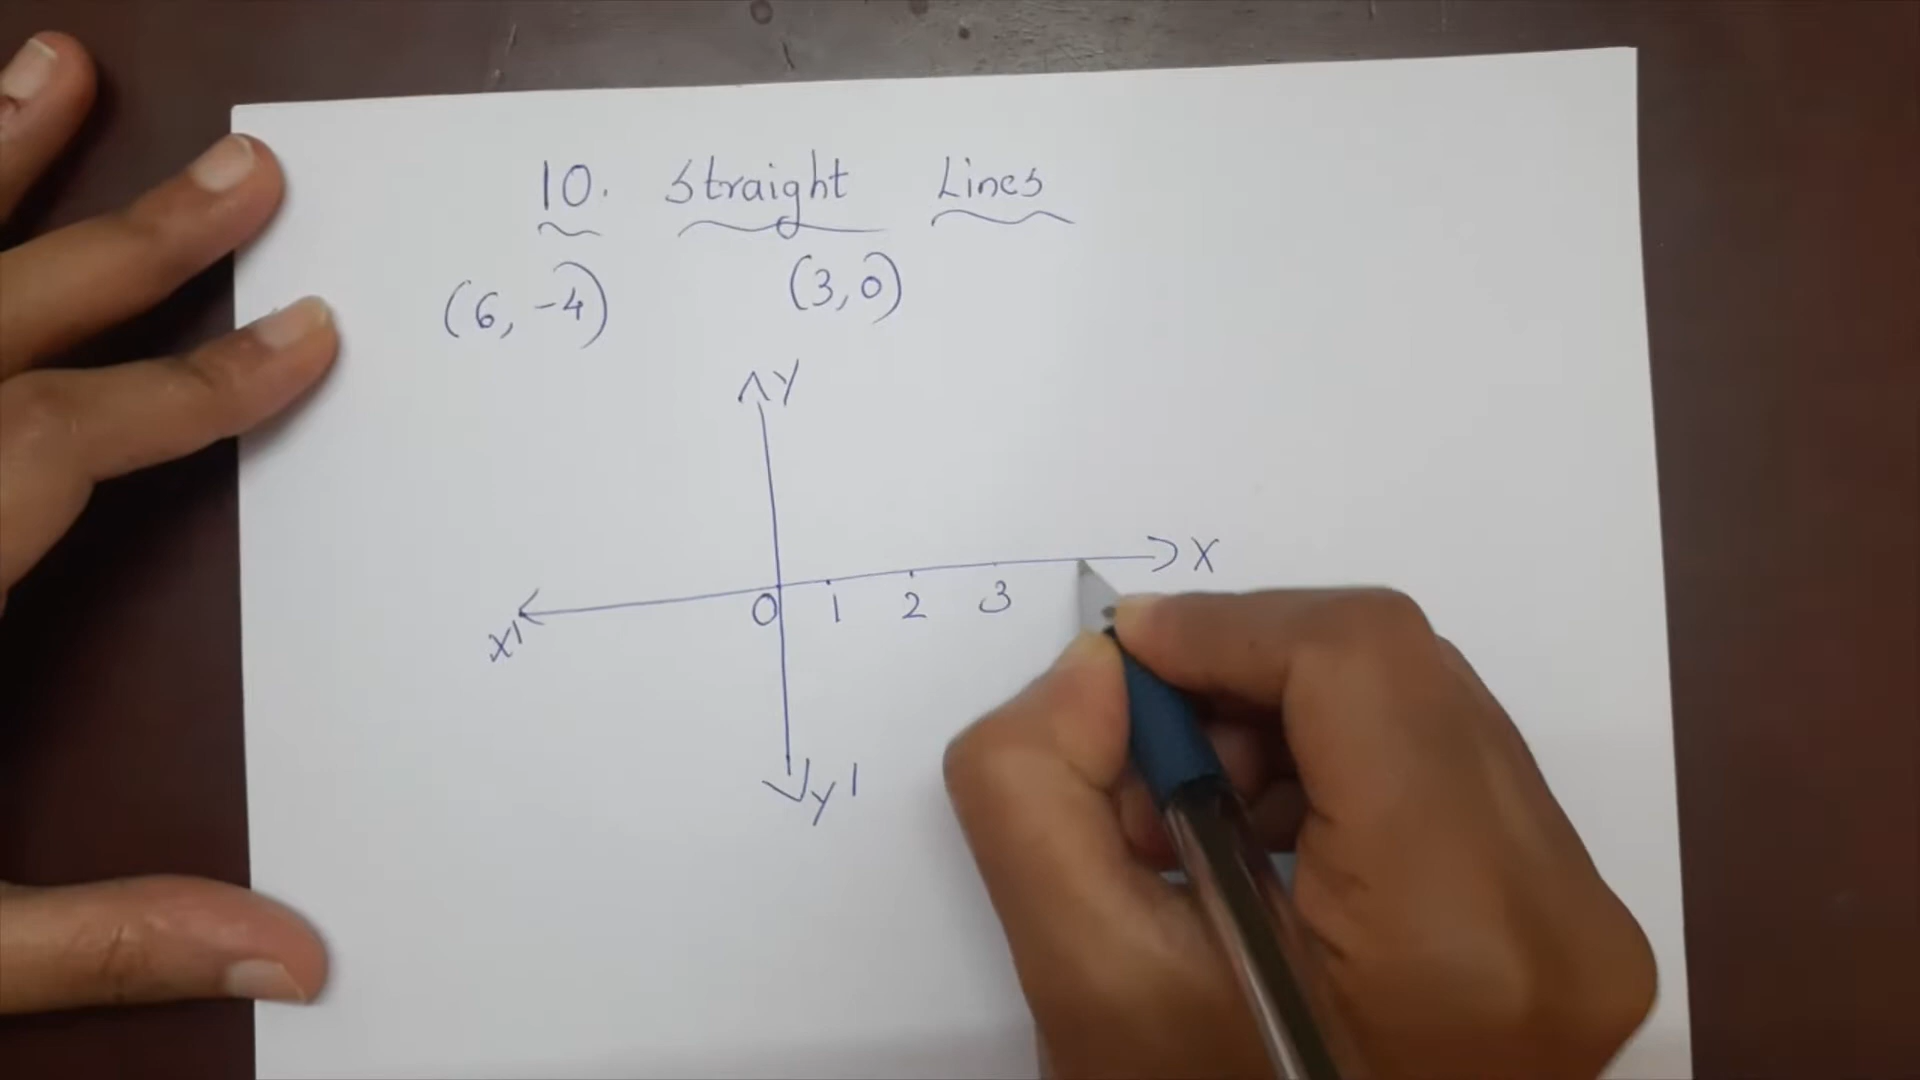 10. Straight Lines
(6, -4) (3, 0)
Y
X
0 1 2 3
X'
Y'